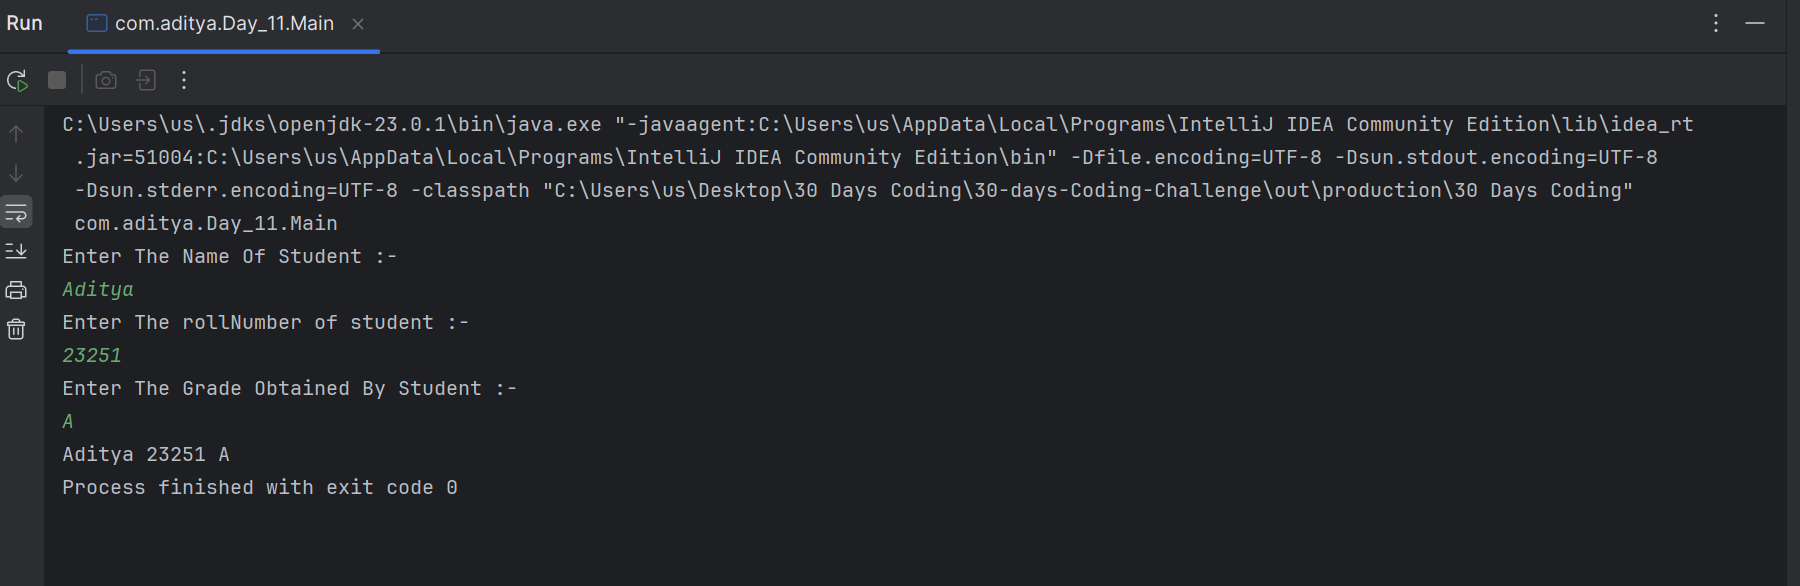 Run com.aditya.Day_11.Main
C:\Users\us\.jdks\openjdk-23.0.1\bin\java.exe "-javaagent:C:\Users\us\AppData\Local\Programs\IntelliJ IDEA Community Edition\lib\idea_rt
.jar=51004:C:\Users\us\AppData\Local\Programs\IntelliJ IDEA Community Edition\bin" -Dfile.encoding=UTF-8 -Dsun.stdout.encoding=UTF-8
-Dsun.stderr.encoding=UTF-8 -classpath "C:\Users\us\Desktop\30 Days Coding\30-days-Coding-Challenge\out\production\30 Days Coding"
com.aditya.Day_11.Main
Enter The Name Of Student :-
Aditya
Enter The rollNumber of student :-
23251
Enter The Grade Obtained By Student :-
A
Aditya 23251 A
Process finished with exit code 0